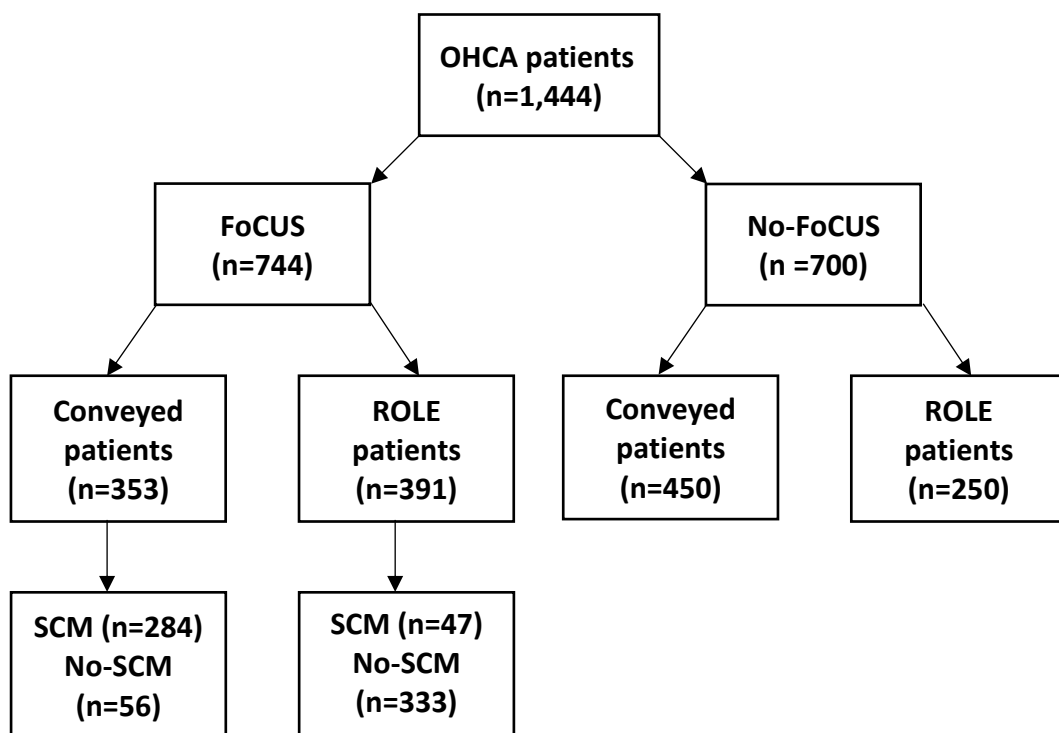 OHCA patients
(n=1,444)
FoCUS
(n=744)
No-FoCUS
(n =700)
Conveyed
patients
(n=353)
ROLE
patients
(n=391)
Conveyed
patients
(n=450)
ROLE
patients
(n=250)
SCM (n=284)
No-SCM
(n=56)
SCM (n=47)
No-SCM
(n=333)